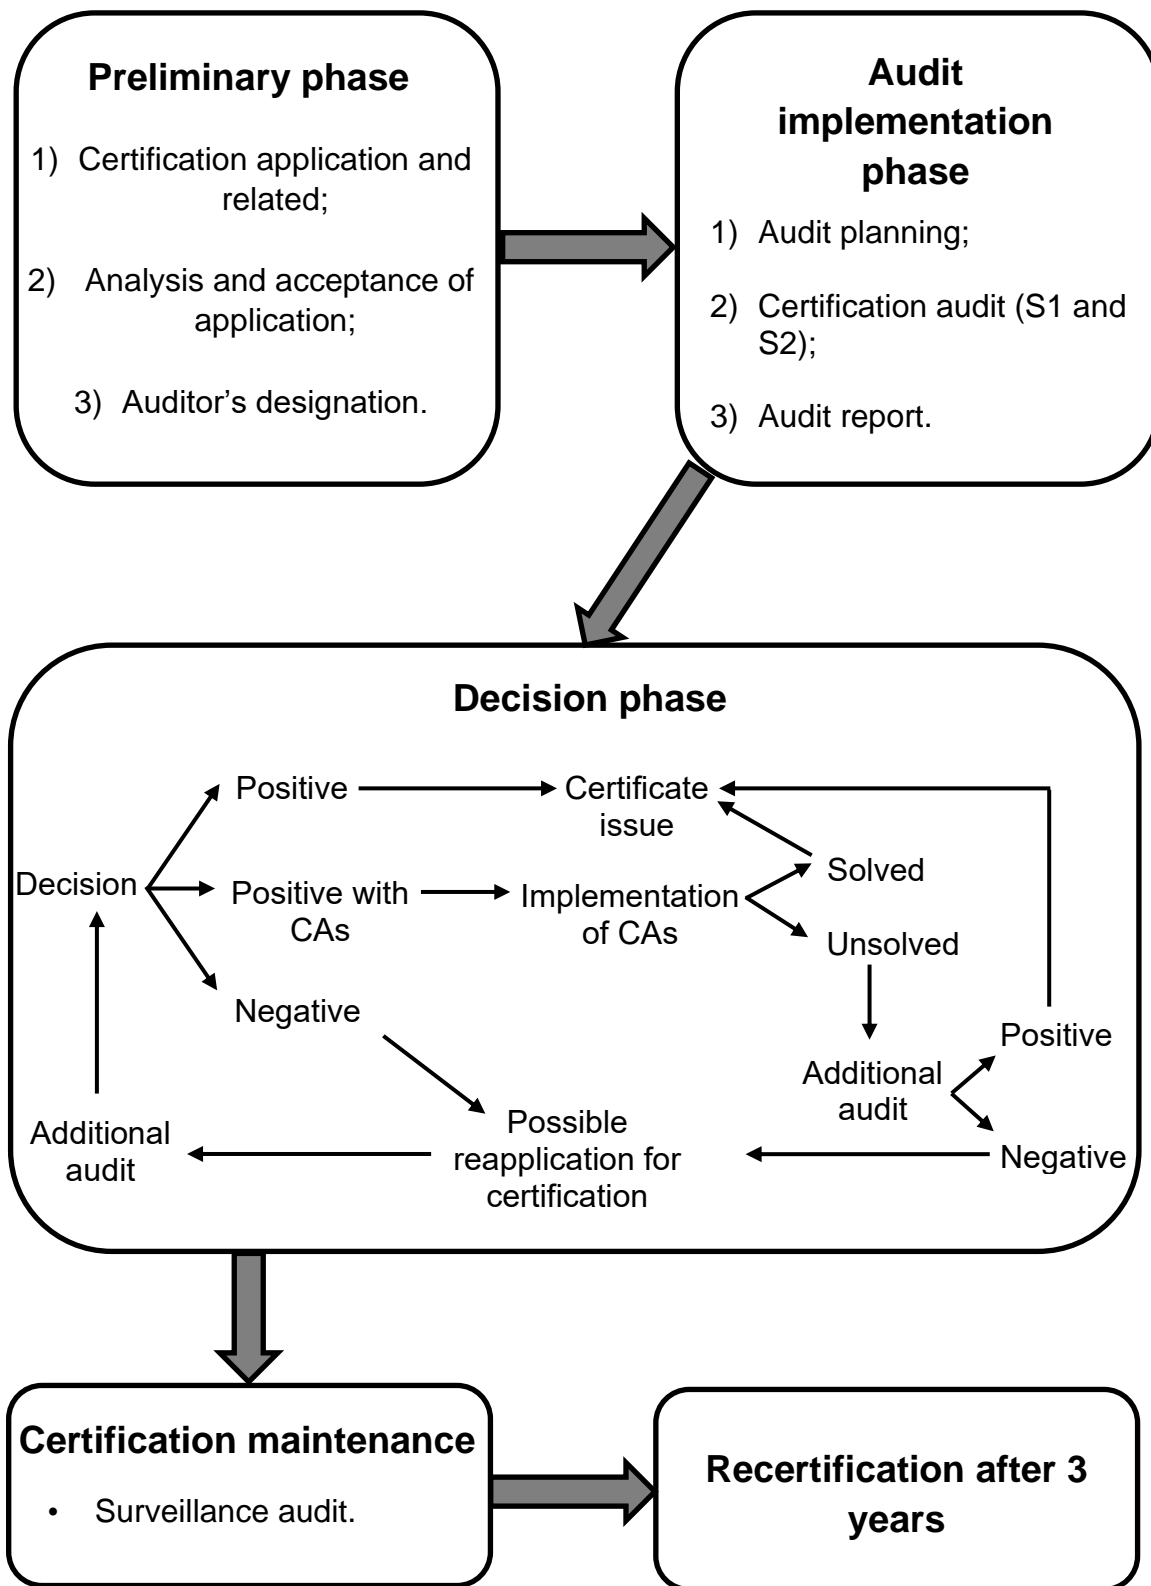 Preliminary phase
1) Certification application and
related;
2) Analysis and acceptance of
application;
3) Auditor’s designation.
Audit
implementation
phase
1) Audit planning;
2) Certification audit (S1 and
S2);
3) Audit report.
Decision phase
Decision
Positive
Certificate
issue
Positive with
CAs
Implementation
of CAs
Solved
Unsolved
Negative
Additional
audit
Positive
Negative
Possible
reapplication for
certification
Additional
audit
Certification maintenance
• Surveillance audit.
Recertification after 3
years